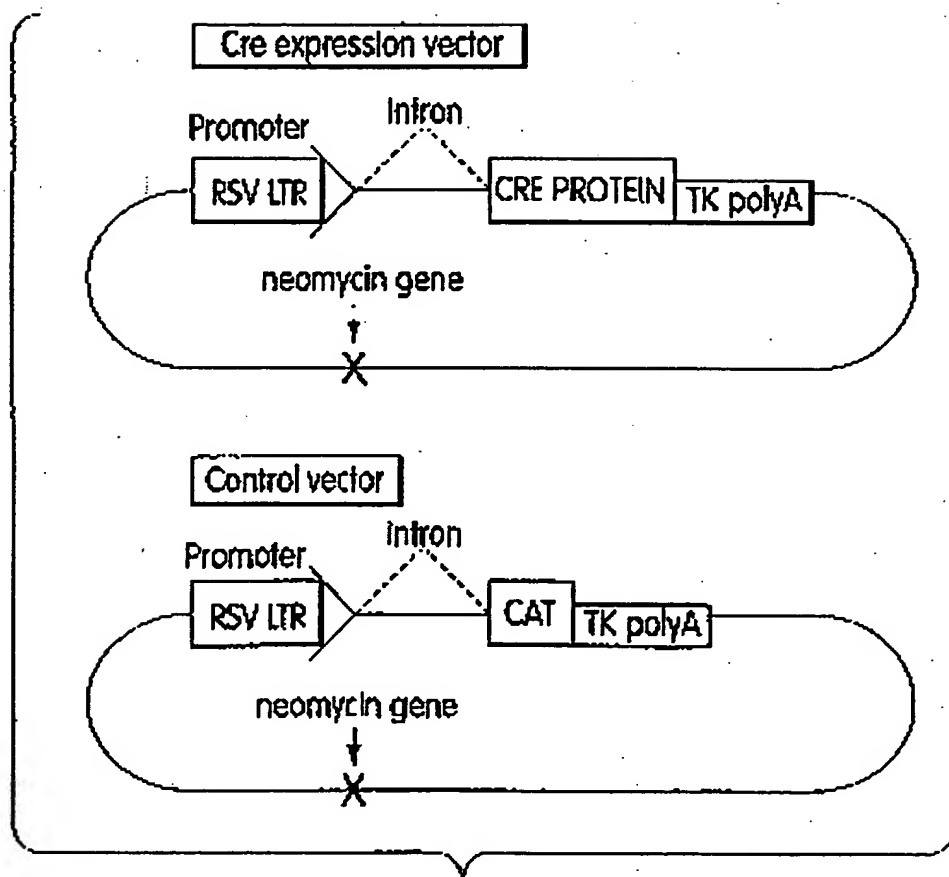 Cre expression vector
Intron
Promoter
RSV LTR
CRE PROTEIN
TK polyA
neomycin gene
X
Control vector
Intron
Promoter
RSV LTR
CAT
TK polyA
neomycin gene
X